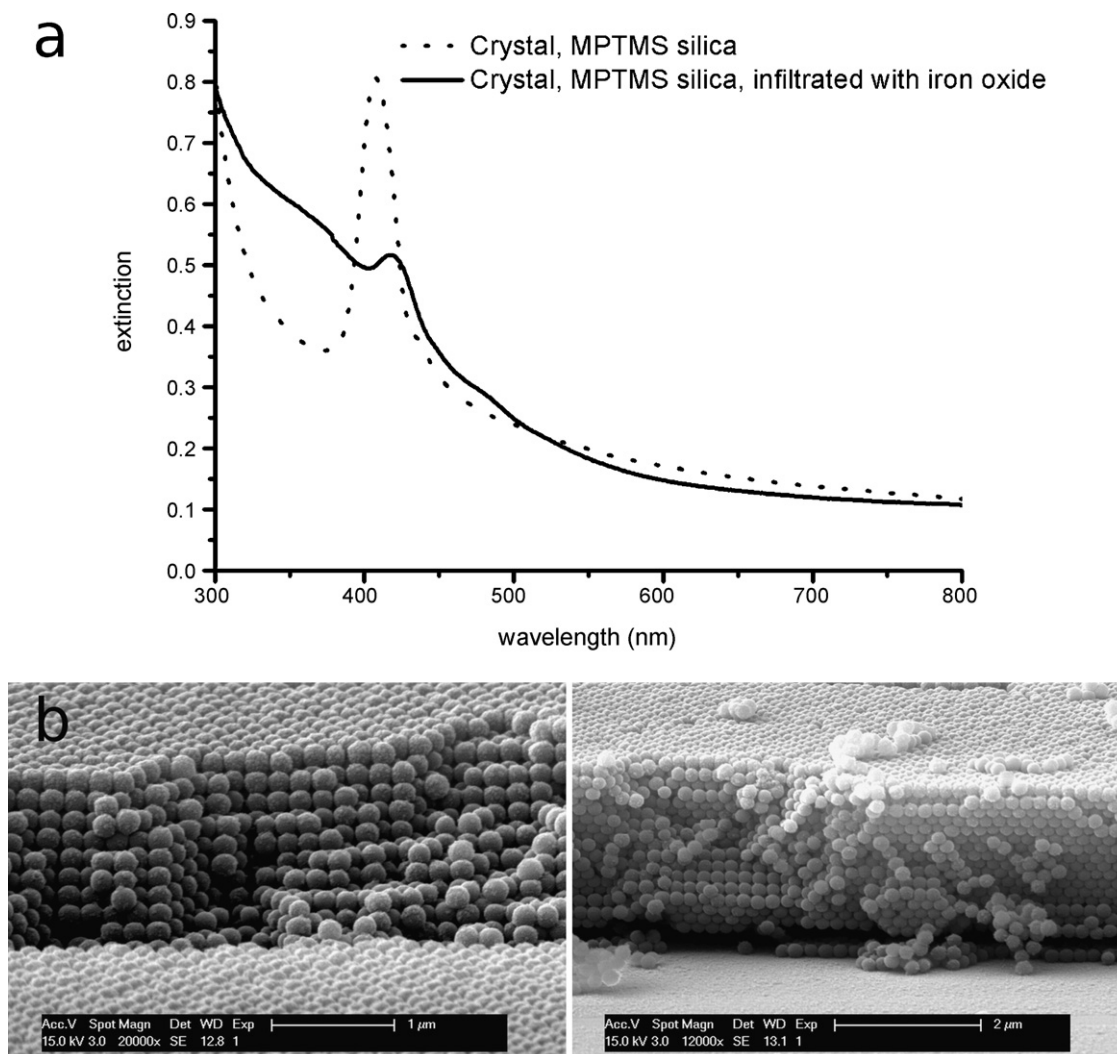 a
Crystal, MPTMS silica
Crystal, MPTMS silica, infiltrated with iron oxide
0.9
0.8
0.7
0.6
0.5
0.4
0.3
0.2
0.1
0.0
extinction
300 400 500 600 700 800
wavelength (nm)
b
Acc.V Spot Magn Det WD Exp 1 µm
15.0 kV 3.0 20000x SE 12.8 1
Acc.V Spot Magn Det WD Exp 2 µm
15.0 kV 3.0 12000x SE 13.1 1